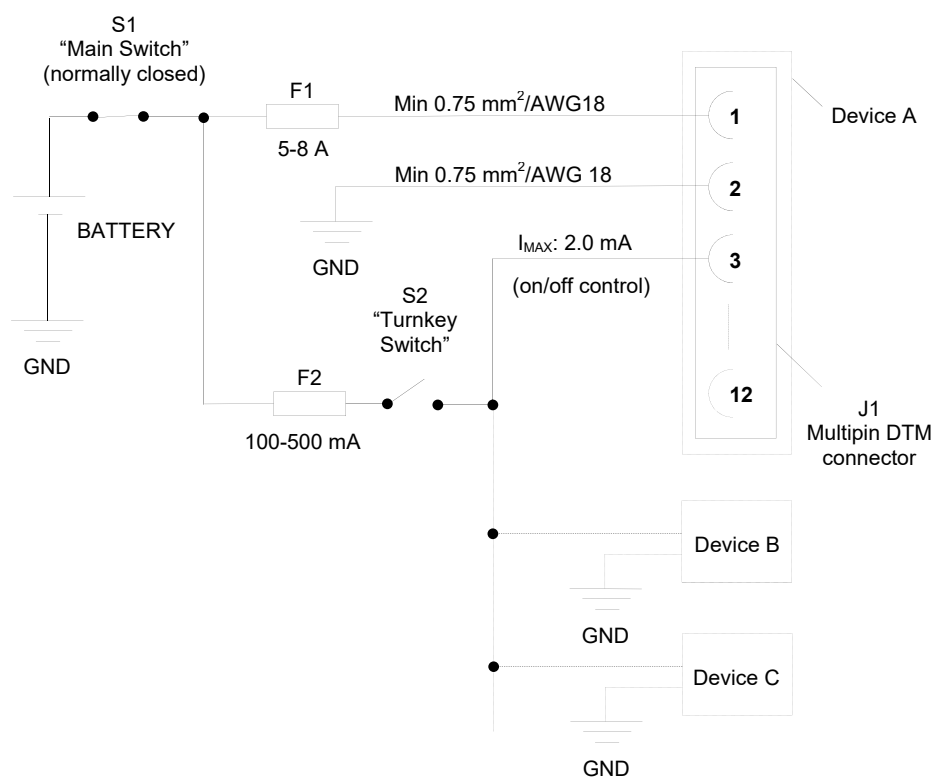 S1
“Main Switch”
(normally closed)
F1
5-8 A
Min 0.75 mm²/AWG18
1
Device A
Min 0.75 mm²/AWG 18
2
BATTERY
GND
IMAX: 2.0 mA
3
(on/off control)
GND
S2
“Turnkey
Switch”
F2
100-500 mA
12
J1
Multipin DTM
connector
Device B
GND
Device C
GND